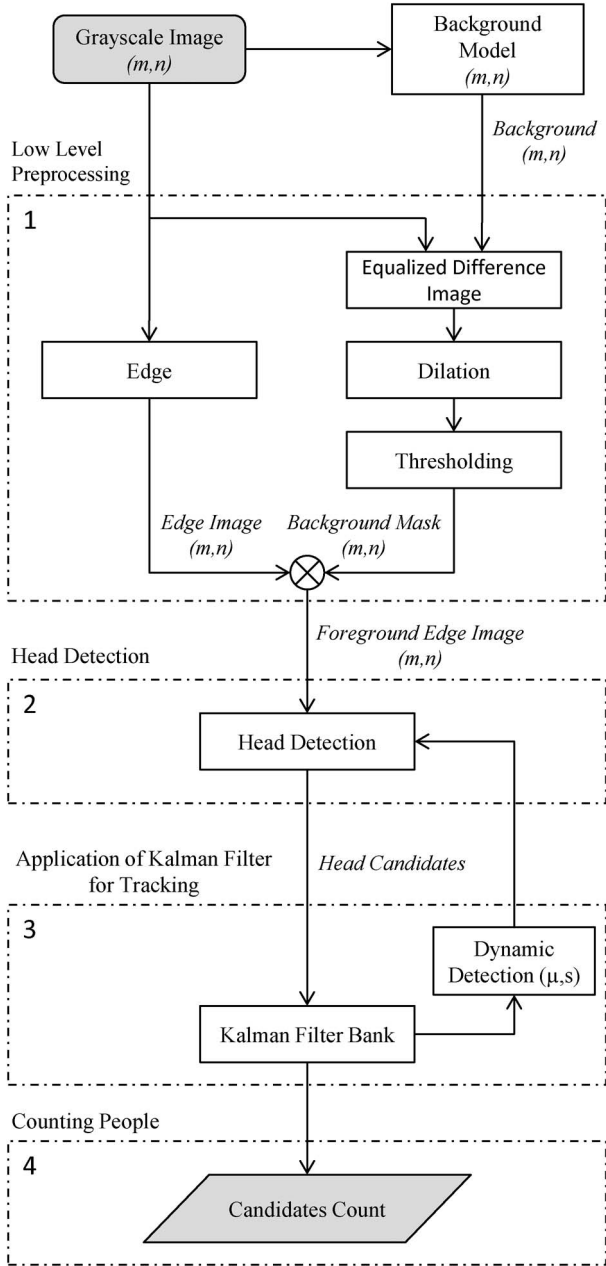 Grayscale Image
(m,n)
Background
Model
(m,n)
Background
(m,n)
Low Level
Preprocessing
1
Equalized Difference
Image
Edge
Dilation
Thresholding
Edge Image
(m,n)
Background Mask
(m,n)
Foreground Edge Image
(m,n)
Head Detection
2
Head Detection
Application of Kalman Filter
for Tracking
Head Candidates
3
Dynamic
Detection (µ,s)
Kalman Filter Bank
Counting People
4
Candidates Count